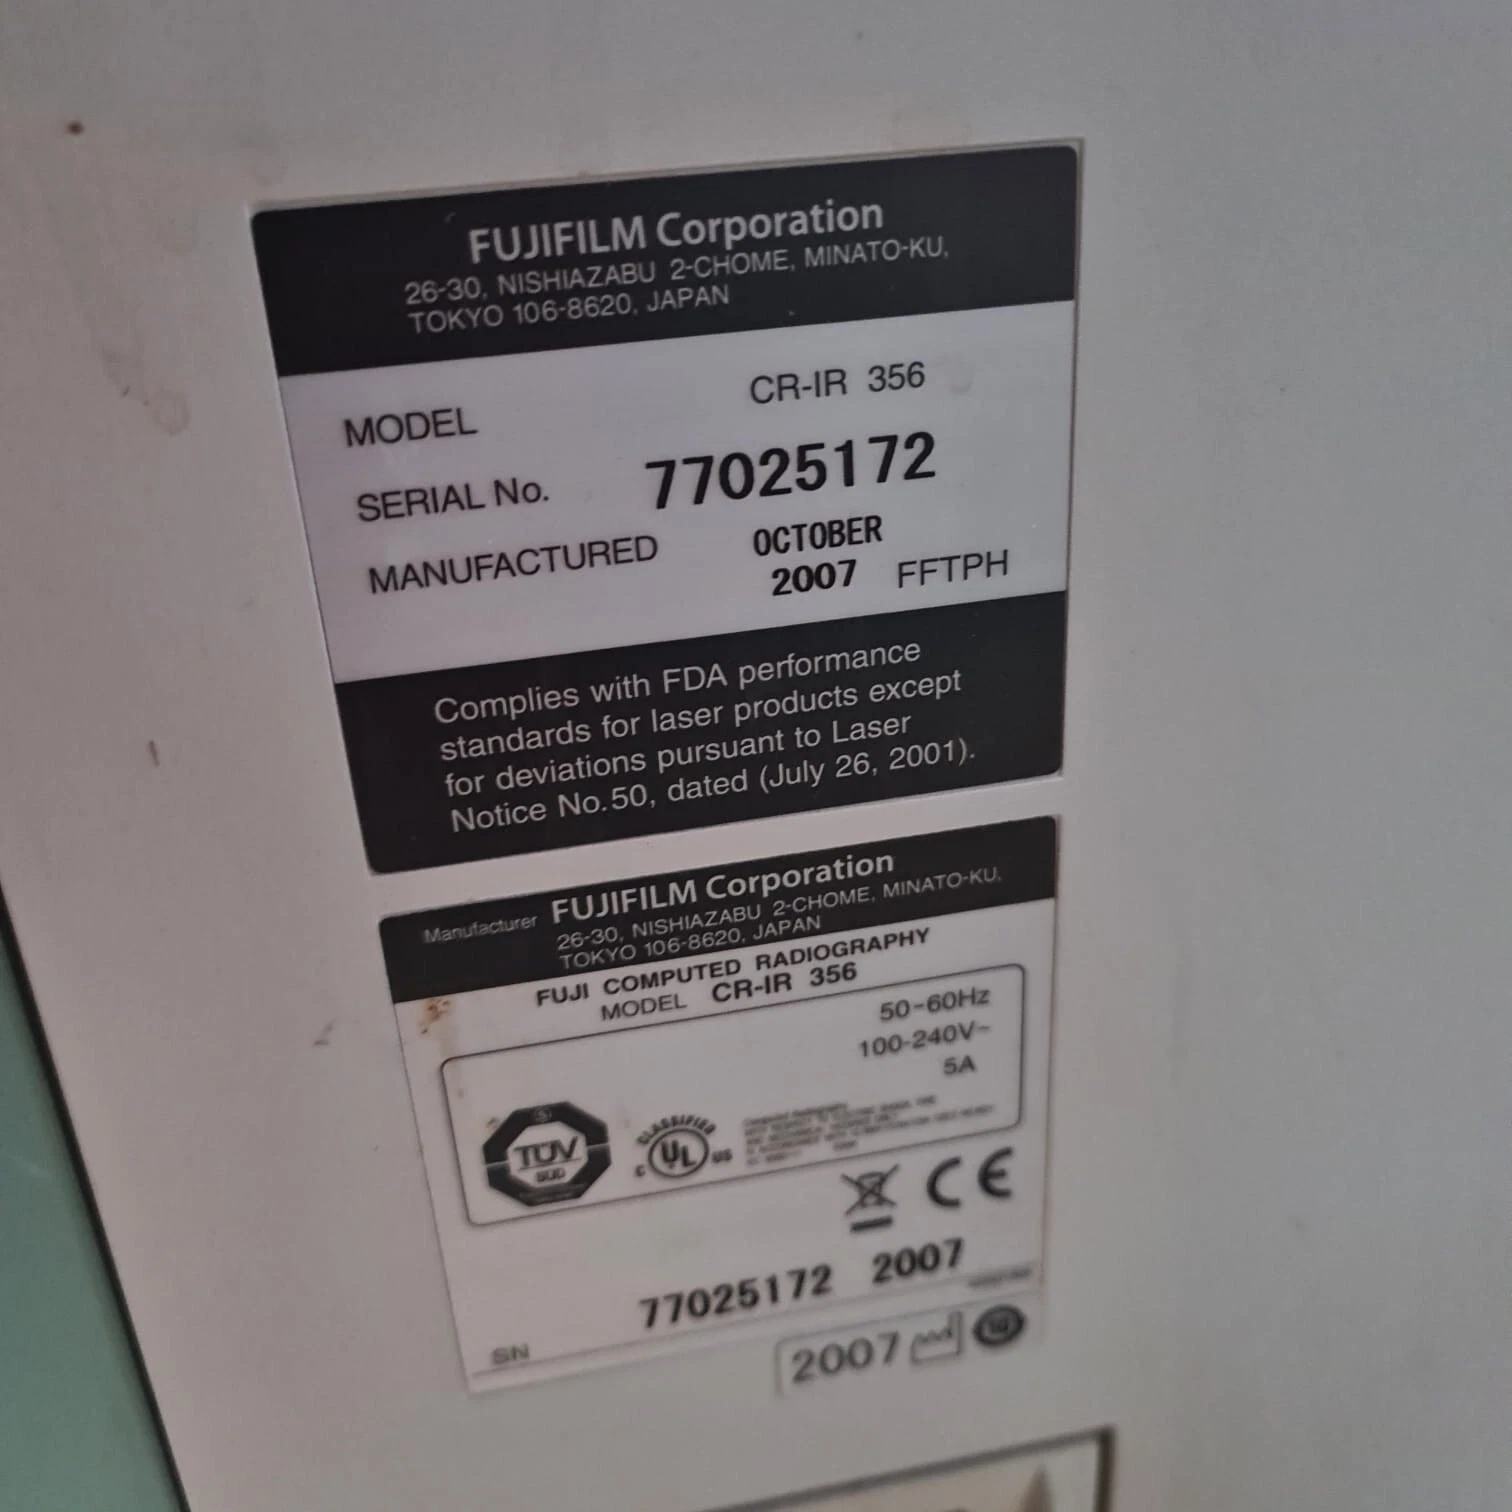 FUJIFILM Corporation
26-30, NISHIAZABU 2-CHOME, MINATO-KU,
TOKYO 106-8620, JAPAN
MODEL CR-IR 356
SERIAL No. 77025172
MANUFACTURED OCTOBER
2007 FFTPH
Complies with FDA performance
standards for laser products except
for deviations pursuant to Laser
Notice No.50, dated (July 26, 2001).
Manufacturer FUJIFILM Corporation
26-30, NISHIAZABU 2-CHOME, MINATO-KU,
TOKYO 106-8620, JAPAN
FUJI COMPUTED RADIOGRAPHY
MODEL CR-IR 356
50-60Hz
100-240V~
5A
TÜV
SÜD
CLASSIFIED
C UL US
CE
SN 77025172 2007
2007